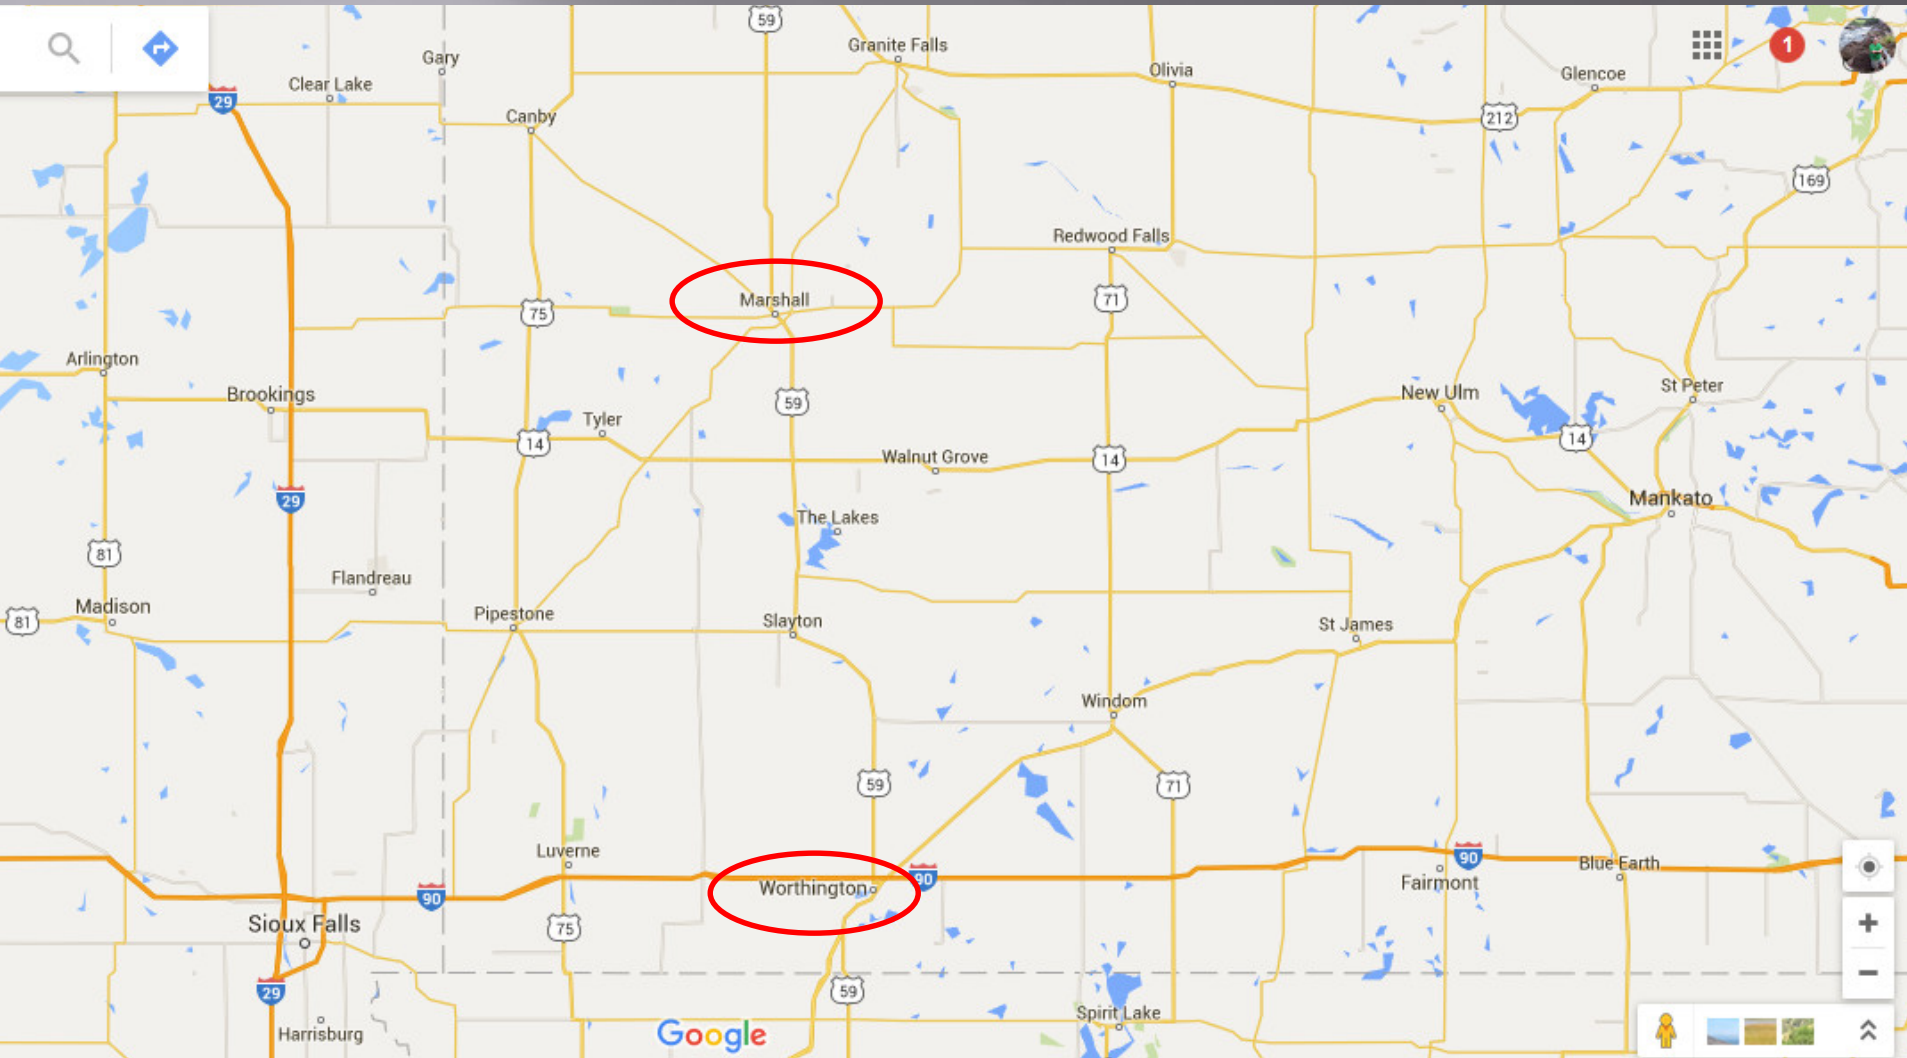 59
Granite Falls
1
Gary
Olivia
Glencoe
Clear Lake
29
Canby
212
169
Redwood Falls
Marshall
75
71
Arlington
Brookings
New Ulm
St Peter
59
Tyler
14
14
14
Walnut Grove
29
Mankato
The Lakes
81
Flandreau
Madison
81
Pipestone
Slayton
St James
Windom
59
71
Luverne
90
Blue Earth
90
Worthington
Fairmont
90
Sioux Falls
75
29
59
Spirit Lake
Harrisburg
Google